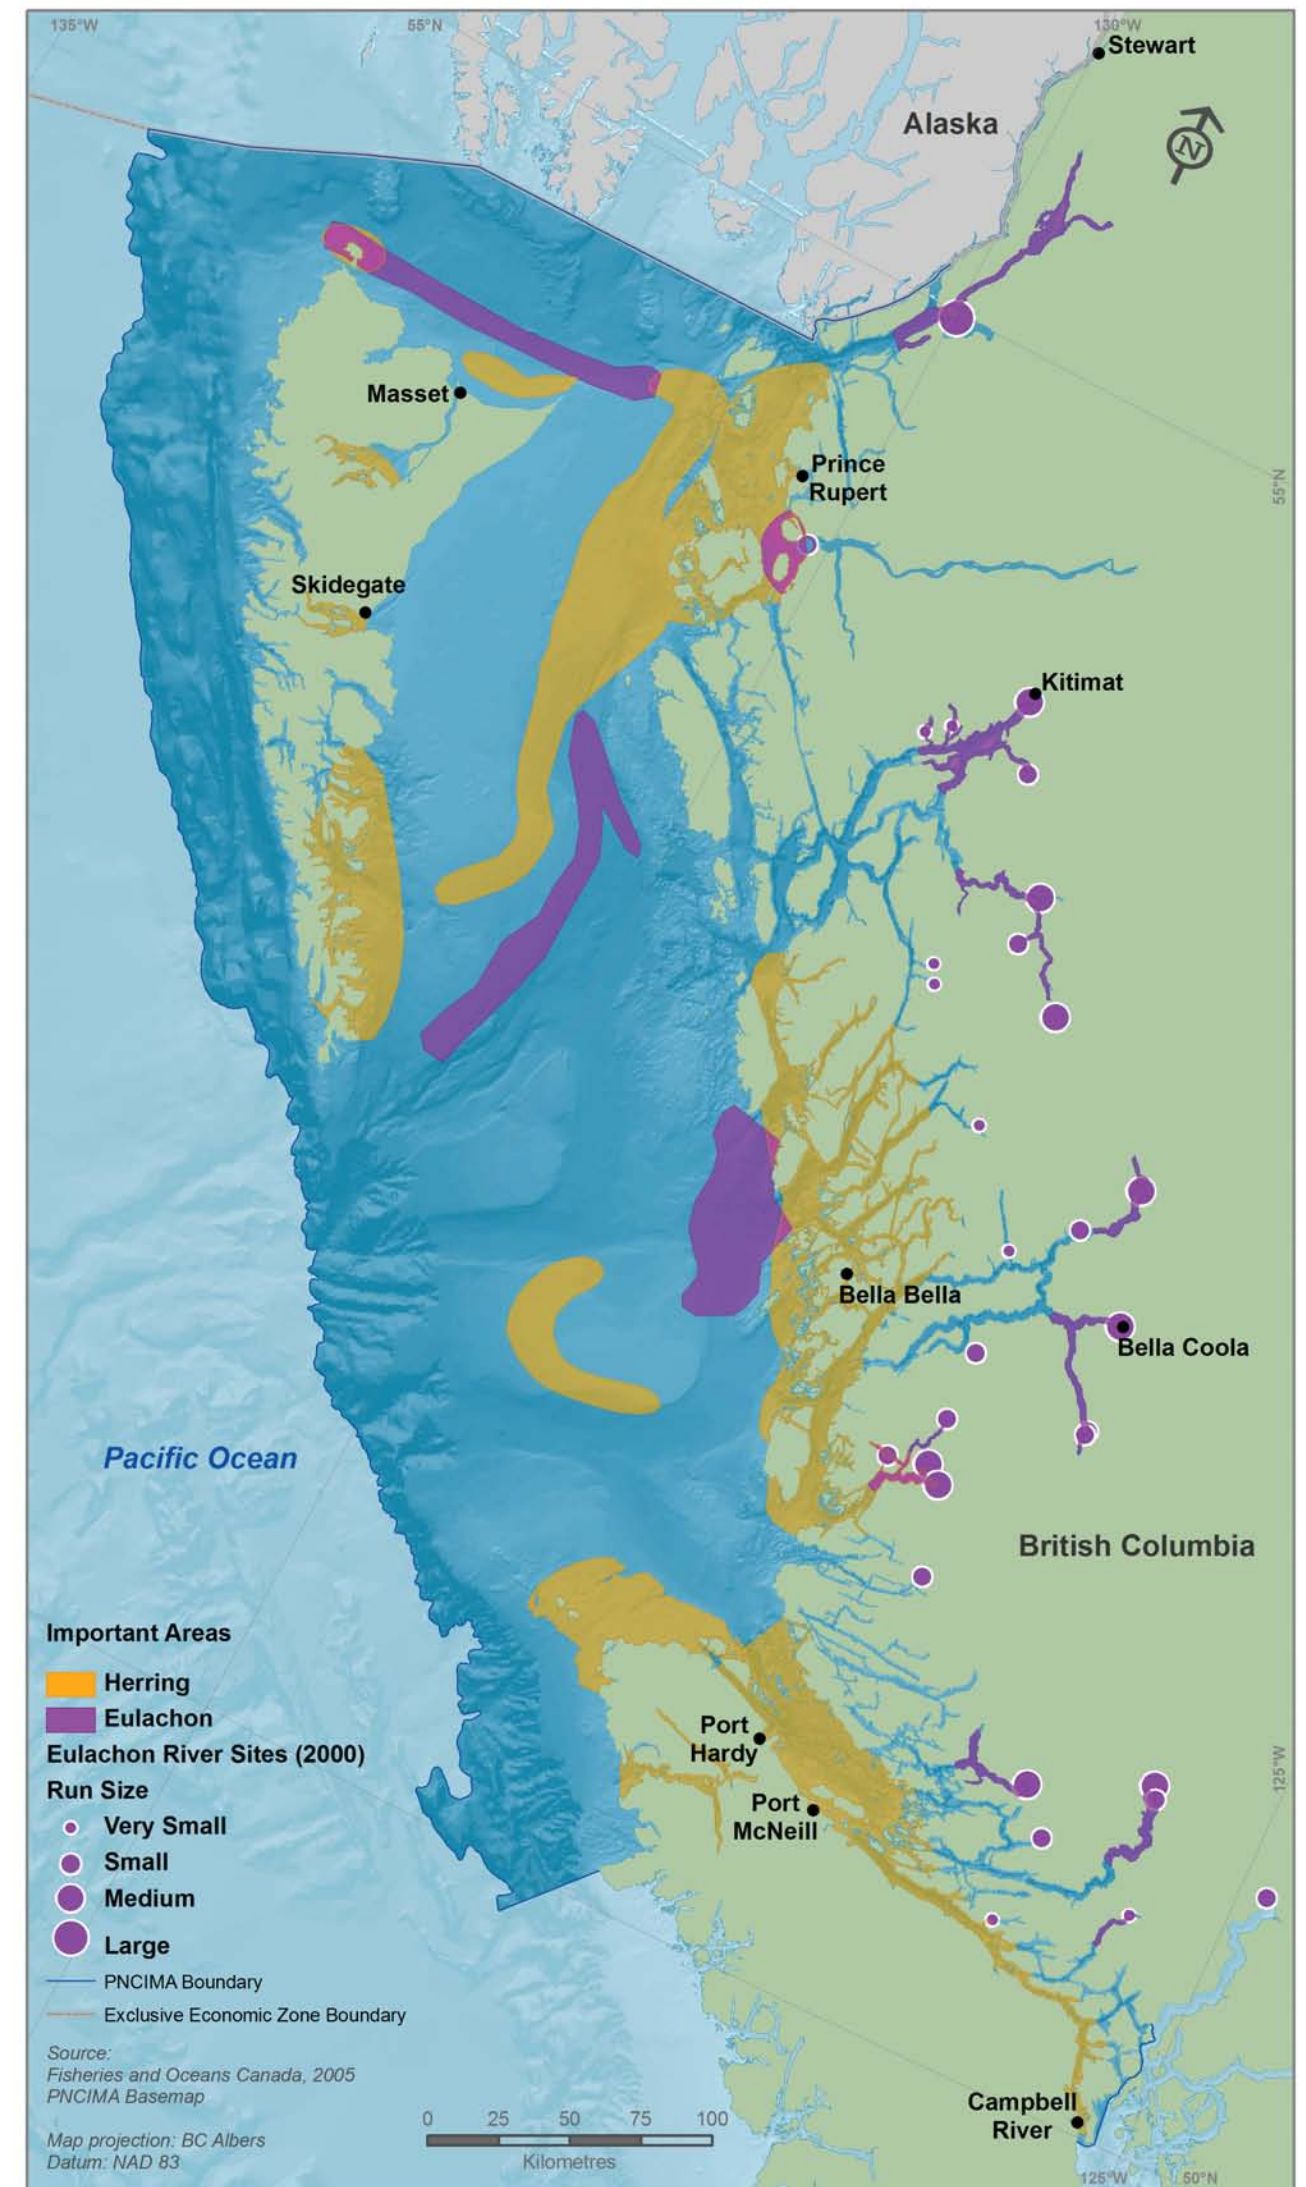 135°W
55°N
130°W
Stewart
Alaska
N
Masset
Prince
Rupert
55°N
Skidegate
Kitimat
Bella Bella
Bella Coola
Pacific Ocean
British Columbia
Important Areas
Herring
Eulachon
Eulachon River Sites (2000)
Run Size
Very Small
Small
Medium
Large
PNCIMA Boundary
Exclusive Economic Zone Boundary
Source:
Fisheries and Oceans Canada, 2005
PNCIMA Basemap
Map projection: BC Albers
Datum: NAD 83
Port
Hardy
Port
McNeill
125°W
Campbell
River
0 25 50 75 100
Kilometres
125°W
50°N